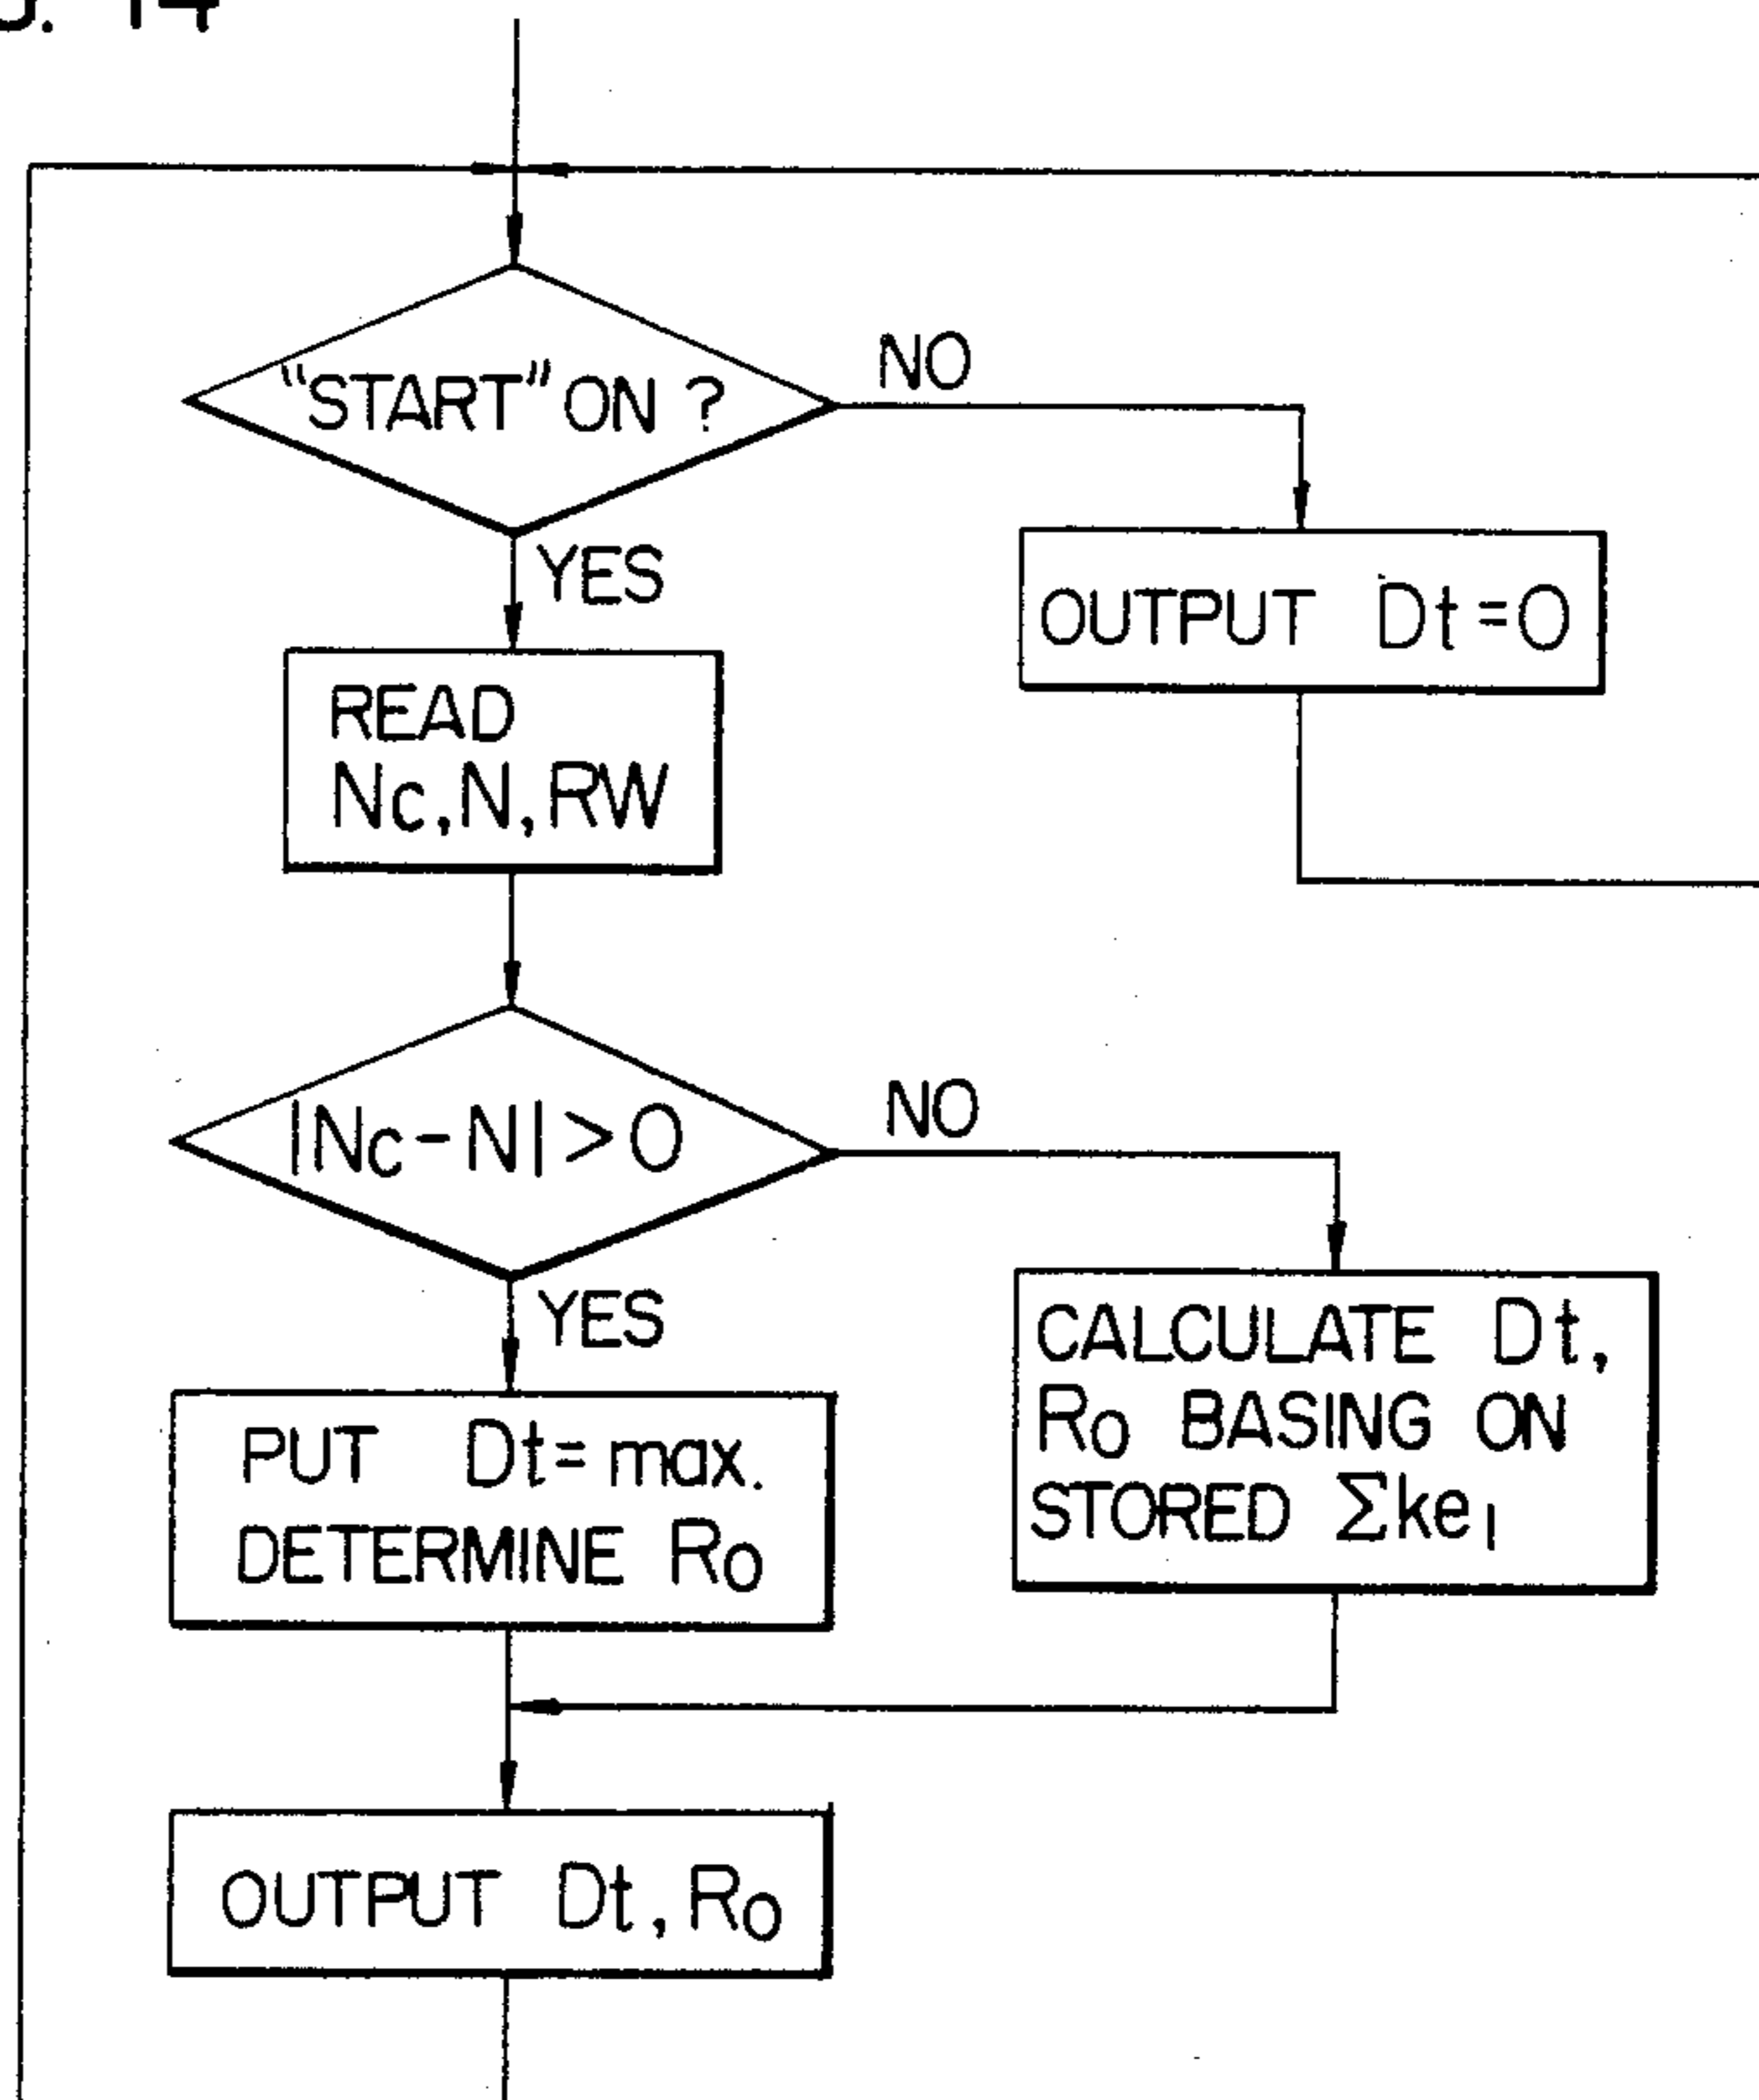 . 14
"START" ON ?
NO
YES
OUTPUT Dt=0
READ
Nc,N,RW
|Nc-N|>0
NO
YES
CALCULATE Dt,
Ro BASING ON
STORED Σke₁
PUT Dt=max.
DETERMINE Ro
OUTPUT Dt,Ro